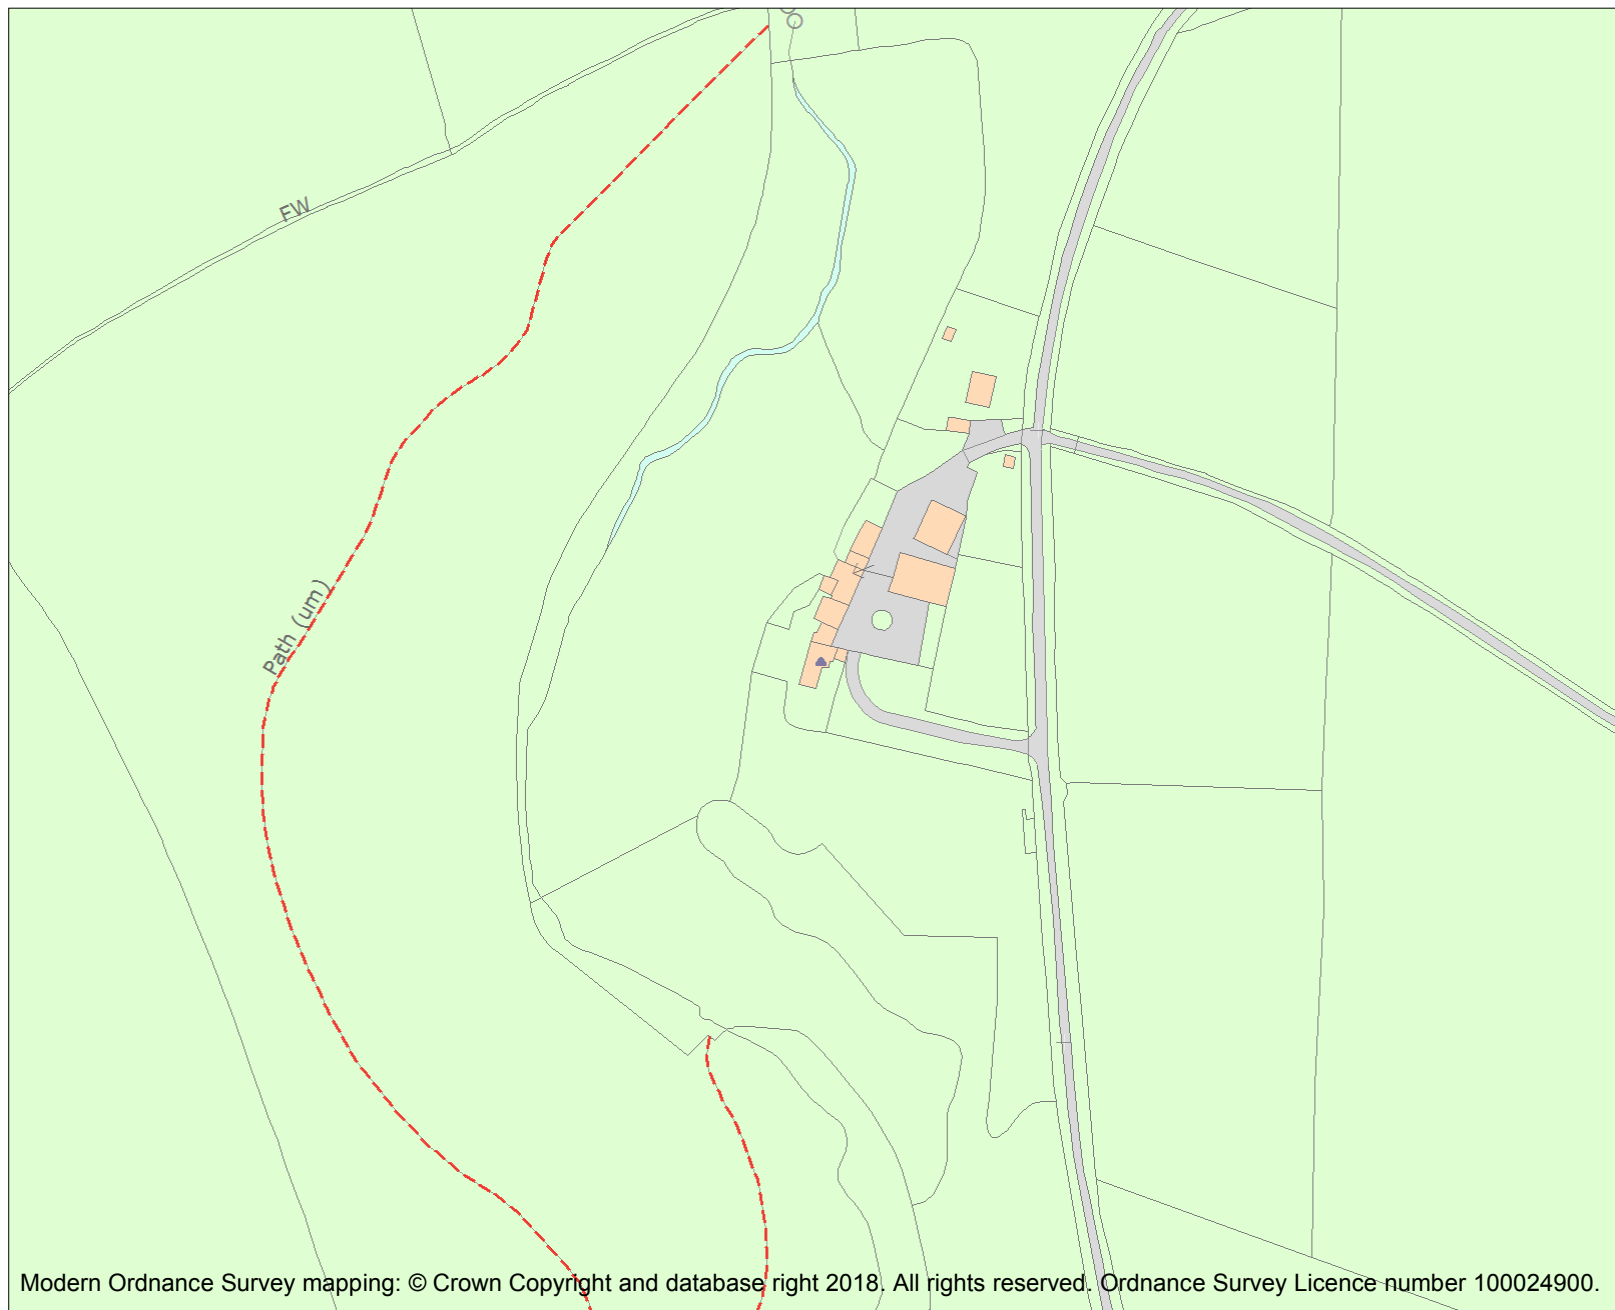 FW
Path (um)
Modern Ordnance Survey mapping: © Crown Copyright and database right 2018. All rights reserved. Ordnance Survey Licence number 100024900.